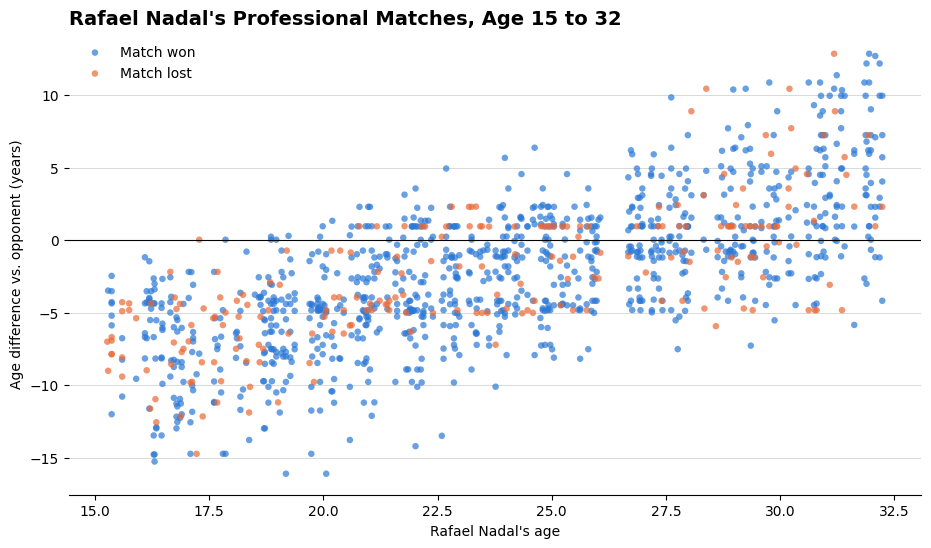 Rafael Nadal's Professional Matches, Age 15 to 32
Match won
Match lost
Age difference vs. opponent (years)
10
5
0
−5
−10
−15
15.0 17.5 20.0 22.5 25.0 27.5 30.0 32.5
Rafael Nadal's age